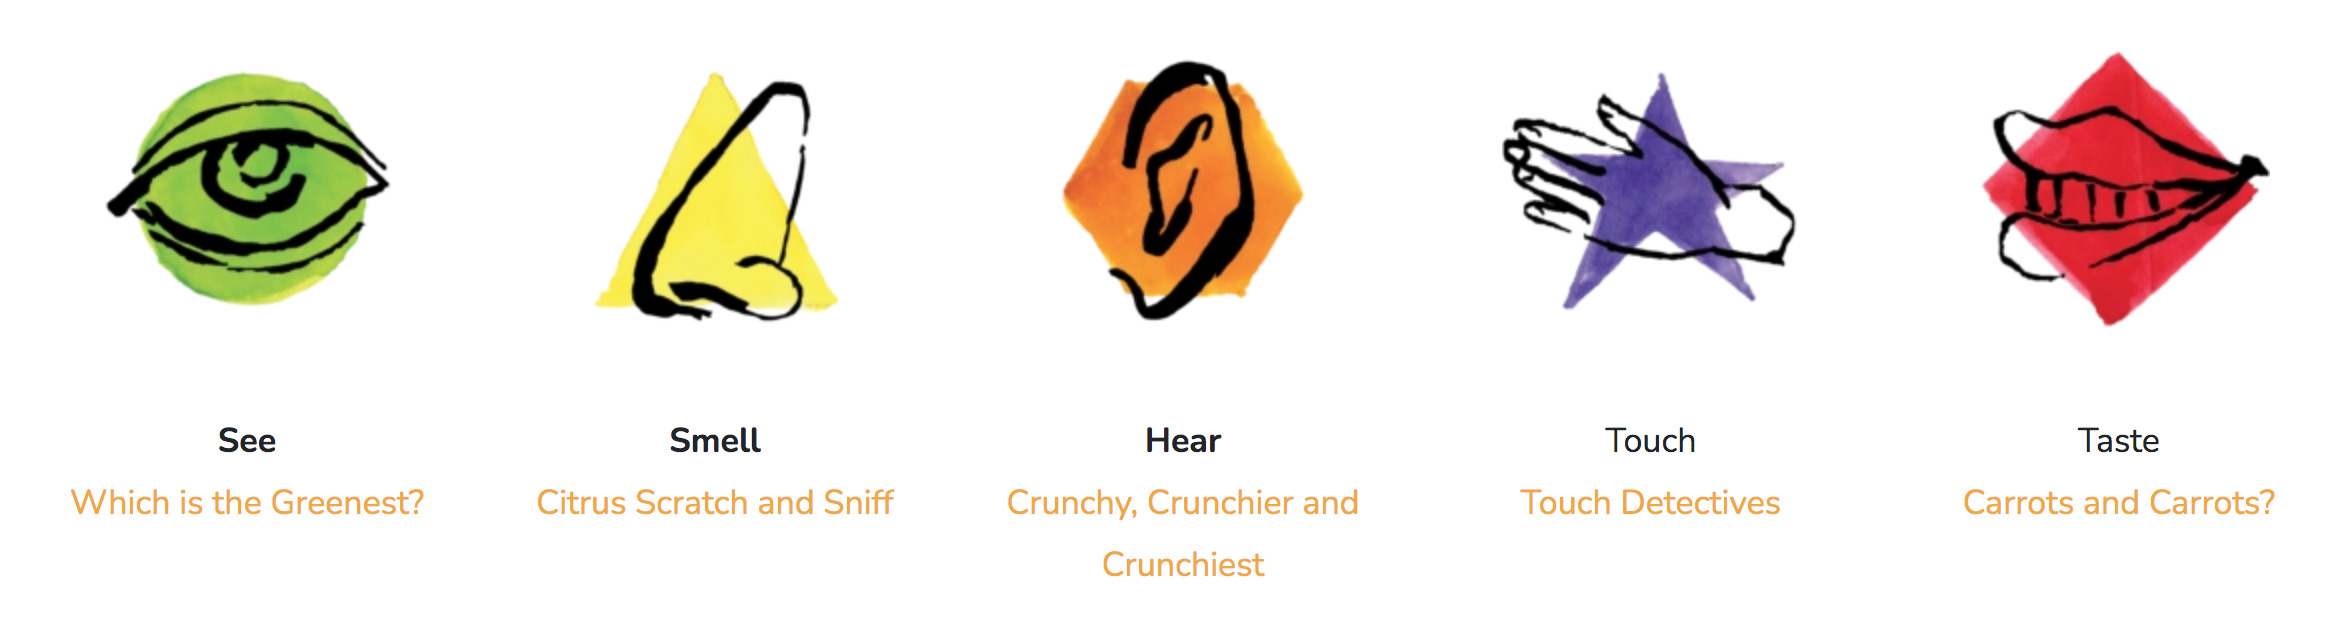 See
Which is the Greenest?
Smell
Citrus Scratch and Sniff
Hear
Crunchy, Crunchier and
Crunchiest
Touch
Touch Detectives
Taste
Carrots and Carrots?